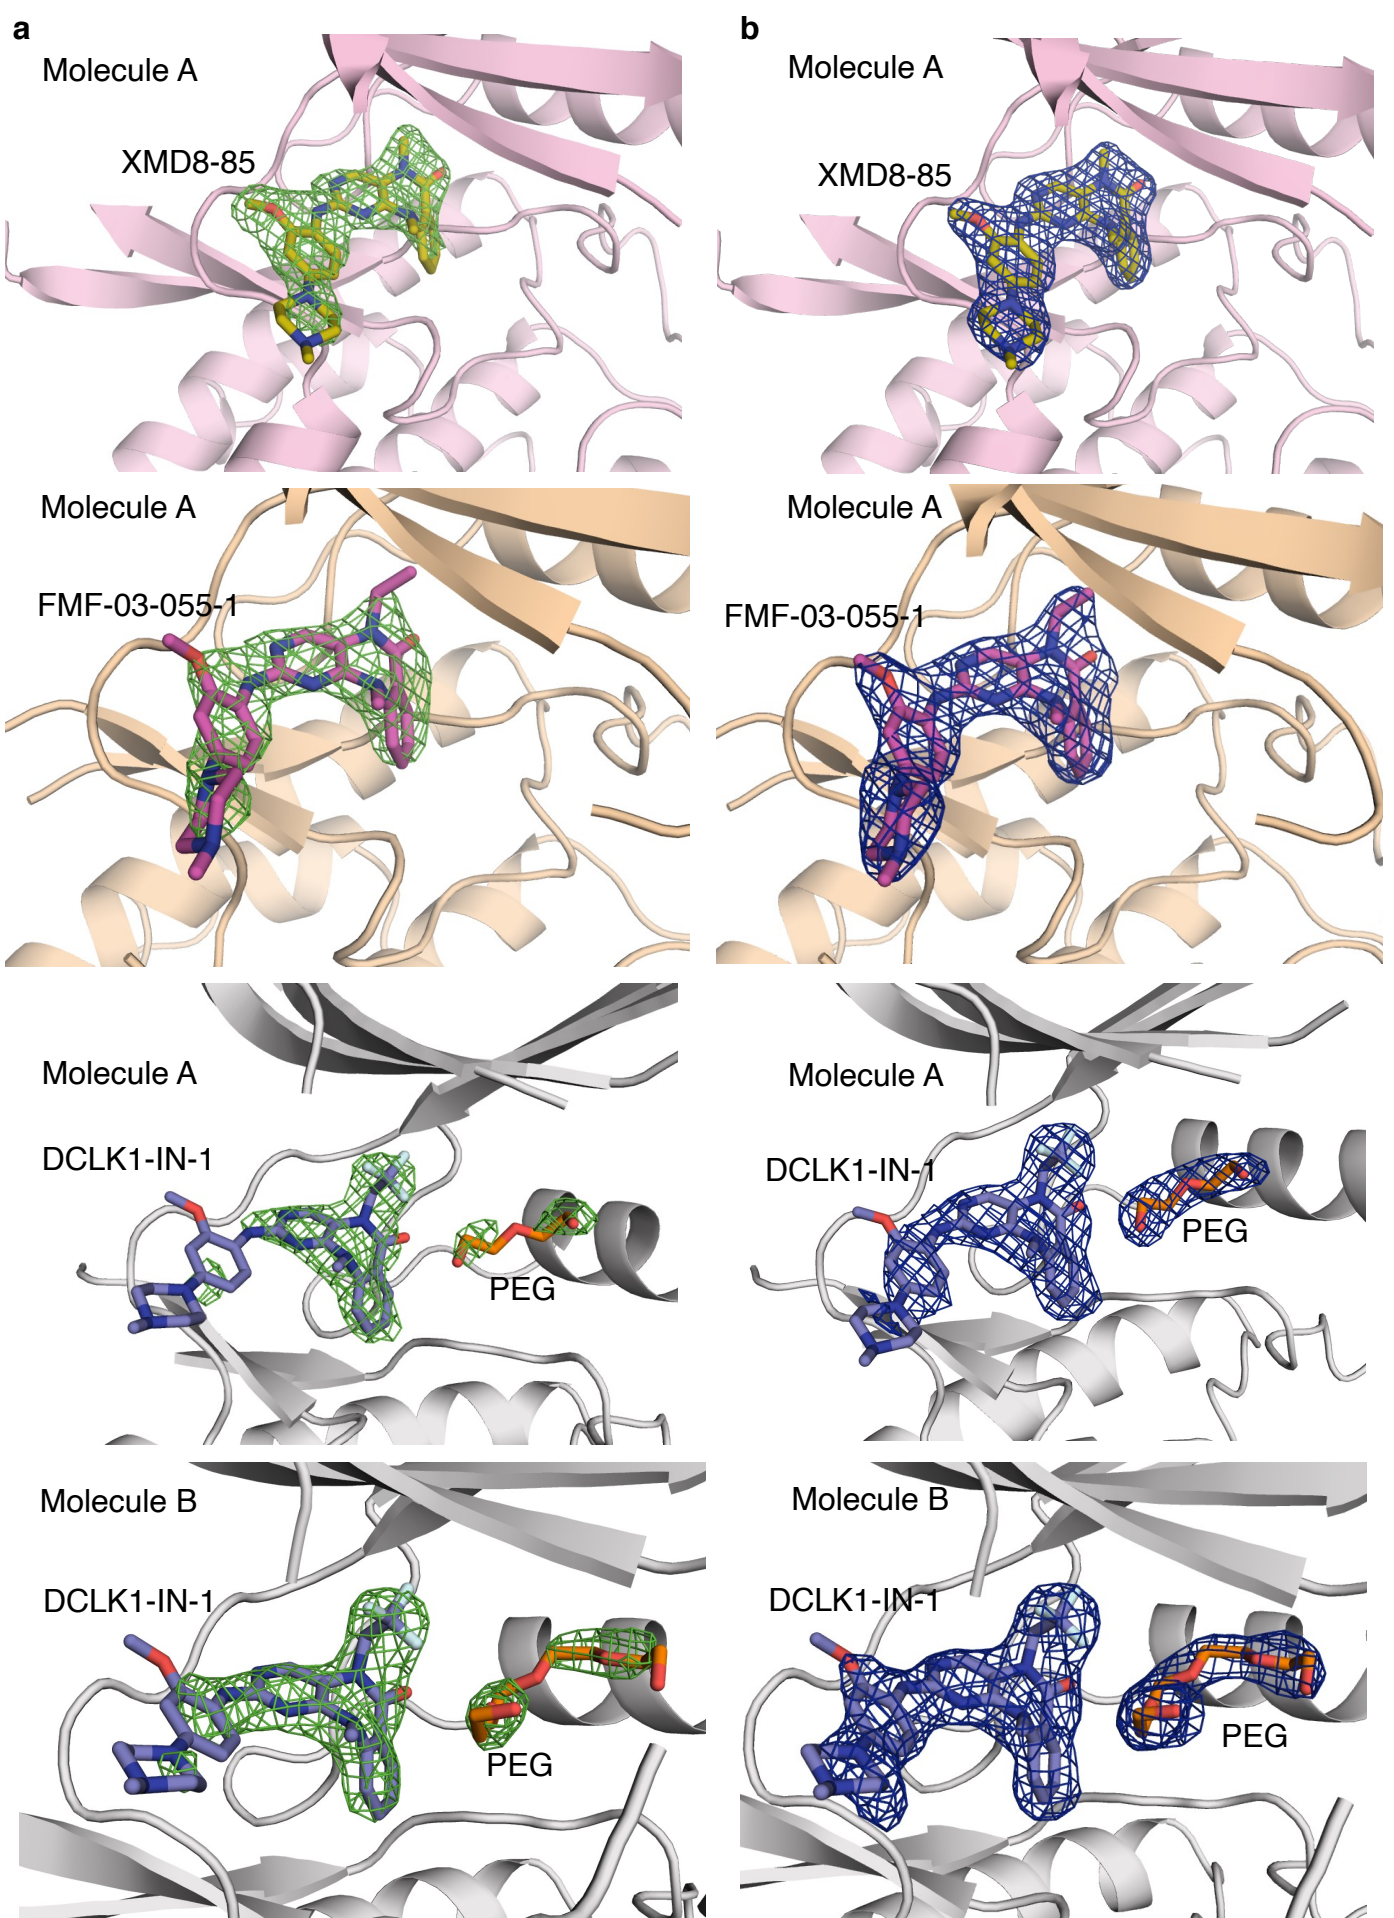 a
b
Molecule A
Molecule A
XMD8-85
XMD8-85
Molecule A
Molecule A
FMF-03-055-1
FMF-03-055-1
Molecule A
Molecule A
DCLK1-IN-1
DCLK1-IN-1
PEG
PEG
Molecule B
Molecule B
DCLK1-IN-1
DCLK1-IN-1
PEG
PEG